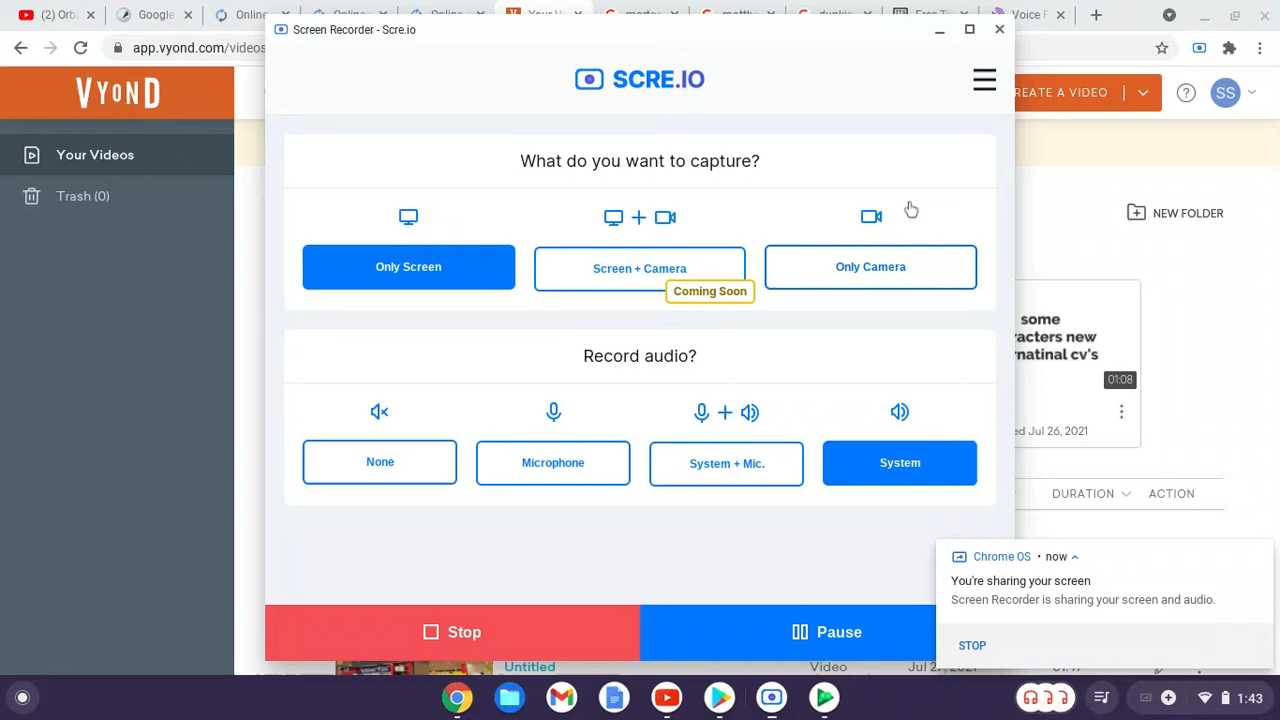 (2) Orb
Google
Online
Onlin
Your V
Voice F
Screen Recorder - Scre.io
app.vyond.com/videos
VYOND
SCRE.IO
CREATE A VIDEO
SS
Your Videos
Trash (0)
What do you want to capture?
NEW FOLDER
Only Screen
Screen + Camera
Only Camera
Coming Soon
some
racters new
rnatinal cv's
01:08
Record audio?
ed Jul 26, 2021
None
Microphone
System + Mic.
System
DURATION
ACTION
Chrome OS • now
You're sharing your screen
Screen Recorder is sharing your screen and audio.
STOP
Stop
Pause
Untitled
Video
1:43